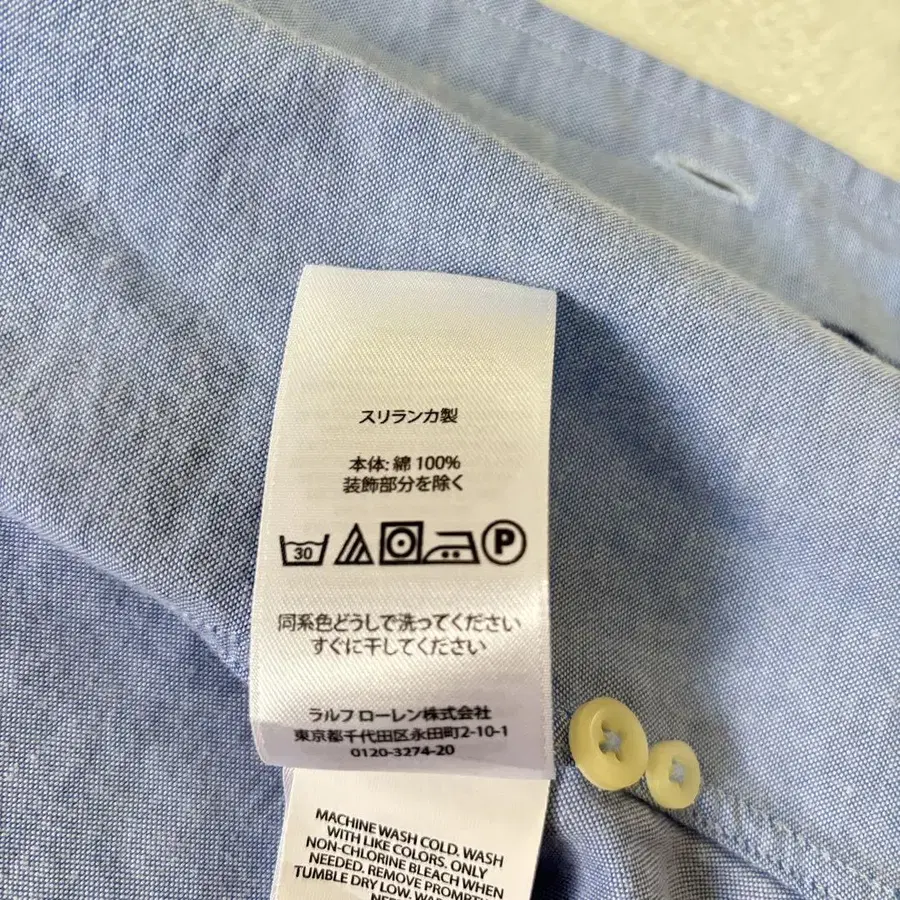 スリランカ製
本体: 綿 100%
装飾部分を除く
30
P
同系色どうしで洗ってください
すぐに干してください
ラルフ ローレン株式会社
東京都千代田区永田町2-10-1
0120-3274-20
MACHINE WASH COLD. WASH
WITH LIKE COLORS. ONLY
NON-CHLORINE BLEACH WHEN
NEEDED. REMOVE PROMPTLY
TUMBLE DRY LOW.